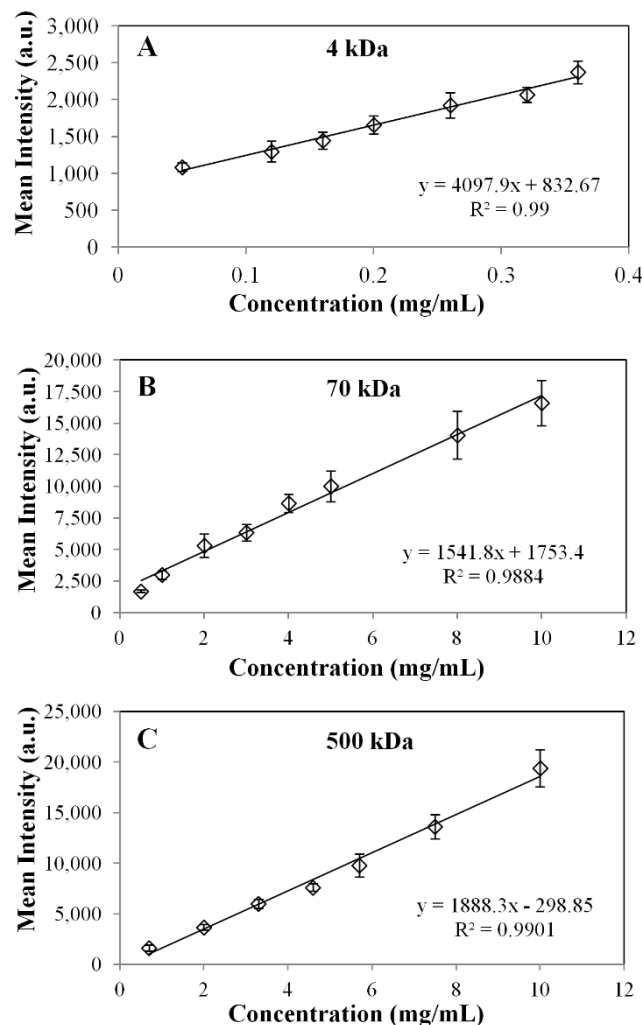 A
4 kDa
Mean Intensity (a.u.)
3,000
2,500
2,000
1,500
1,000
500
0
y = 4097.9x + 832.67
R² = 0.99
0 0.1 0.2 0.3 0.4
Concentration (mg/mL)
B
70 kDa
Mean Intensity (a.u.)
20,000
17,500
15,000
12,500
10,000
7,500
5,000
2,500
0
y = 1541.8x + 1753.4
R² = 0.9884
0 2 4 6 8 10 12
Concentration (mg/mL)
C
500 kDa
Mean Intensity (a.u.)
25,000
20,000
15,000
10,000
5,000
0
y = 1888.3x - 298.85
R² = 0.9901
0 2 4 6 8 10 12
Concentration (mg/mL)